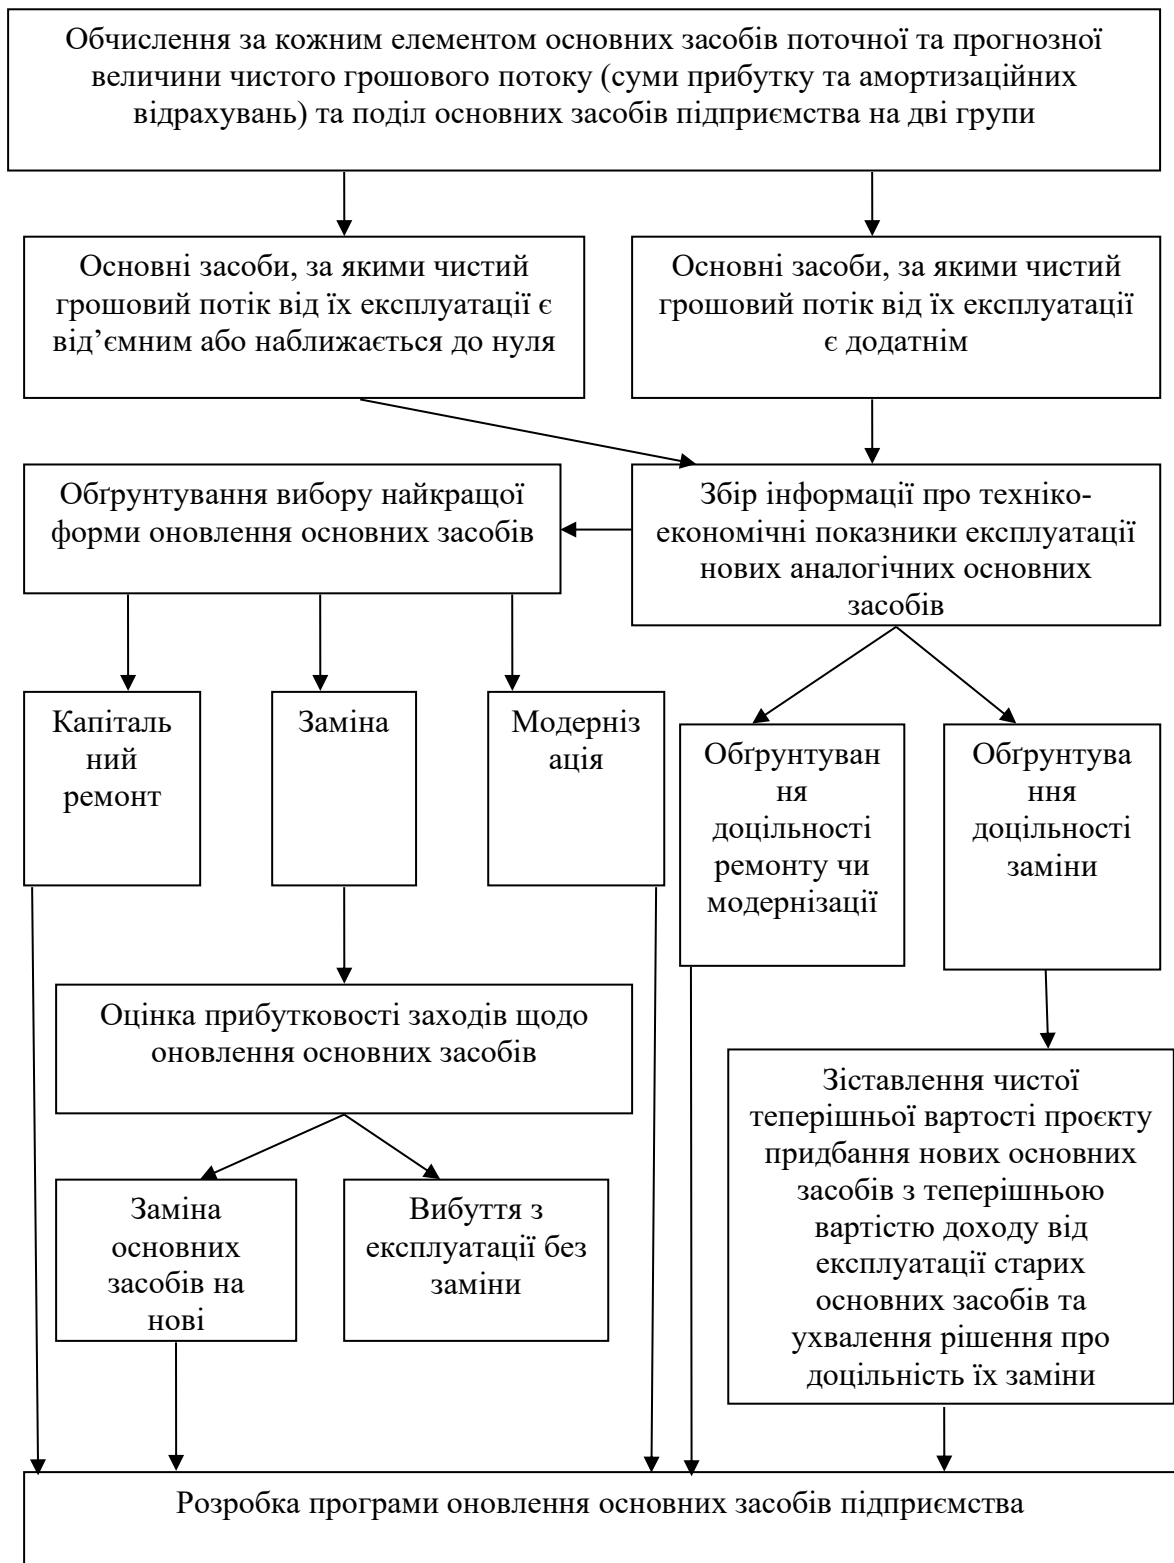 Обчислення за кожним елементом основних засобів поточної та прогнозної
величини чистого грошового потоку (суми прибутку та амортизаційних
відрахувань) та поділ основних засобів підприємства на дві групи
Основні засоби, за якими чистий
грошовий потік від їх експлуатації є
від’ємним або наближається до нуля
Основні засоби, за якими чистий
грошовий потік від їх експлуатації
є додатнім
Обґрунтування вибору найкращої
форми оновлення основних засобів
Збір інформації про техніко-
економічні показники експлуатації
нових аналогічних основних
засобів
Капіталь
ний
ремонт
Заміна
Модерніз
ація
Обґрунтуван
ня
доцільності
ремонту чи
модернізації
Обґрунтува
ння
доцільності
заміни
Оцінка прибутковості заходів щодо
оновлення основних засобів
Зіставлення чистої
теперішньої вартості проєкту
придбання нових основних
засобів з теперішньою
вартістю доходу від
експлуатації старих
основних засобів та
ухвалення рішення про
доцільність їх заміни
Заміна
основних
засобів на
нові
Вибуття з
експлуатації без
заміни
Розробка програми оновлення основних засобів підприємства